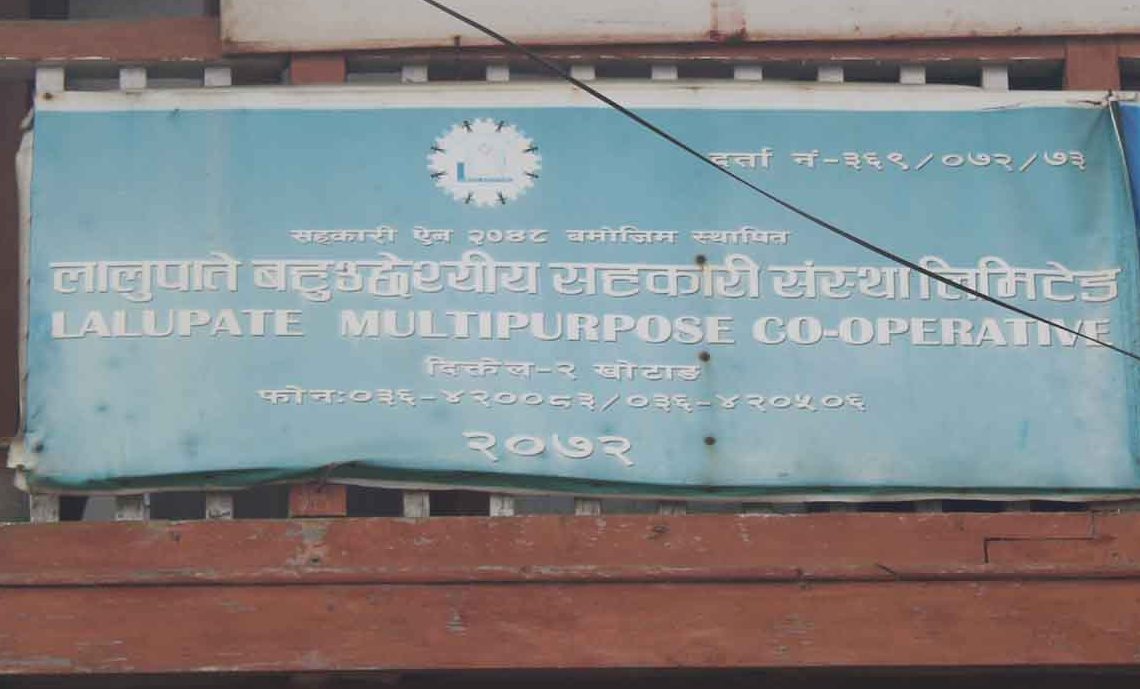 दर्ता नं-३६९/०७२/७३
सहकारी ऐन २०४८ बमोजिम स्थापित
लालुपाते बहुउद्देश्यीय सहकारी संस्था लिमिटेड
LALUPATE MULTIPURPOSE CO-OPERATIVE
दिक्तेल-२ खोटाङ
फोन:०३६-४२००८३/०३६-४२०५०६
२०७२